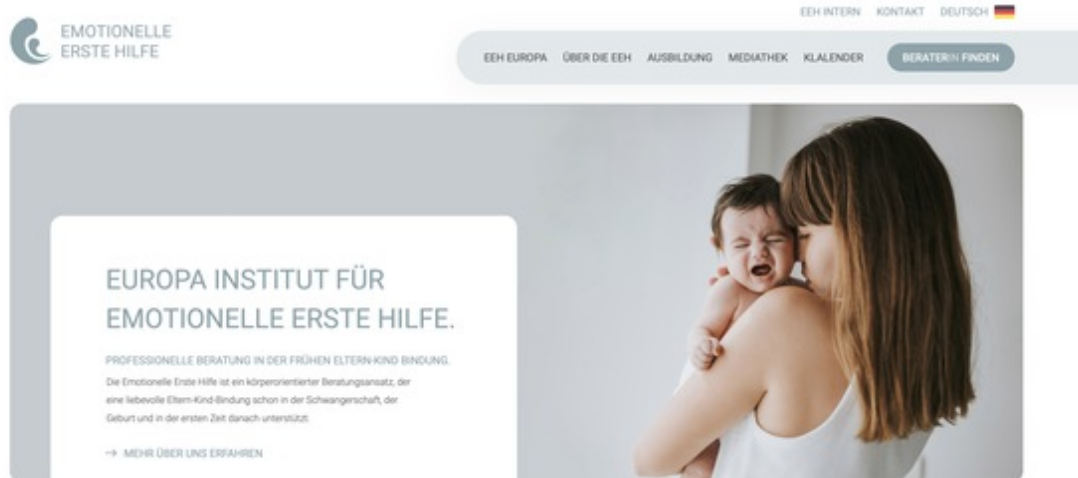 EEH INTERN KONTAKT DEUTSCH
EMOTIONELLE
ERSTE HILFE
EEH EUROPA ÜBER DIE EEH AUSBILDUNG MEDIATHEK KLALENDER BERATERIN FINDEN
EUROPA INSTITUT FÜR
EMOTIONELLE ERSTE HILFE.
PROFESSIONELLE BERATUNG IN DER FRÜHEN ELTERN-KIND BINDUNG.
Die Emotionelle Erste Hilfe ist ein körperorientierter Beratungsansatz, der
eine liebevolle Eltern-Kind-Bindung schon in der Schwangerschaft, der
Geburt und in der ersten Zeit danach unterstützt.
→ MEHR ÜBER UNS ERFAHREN